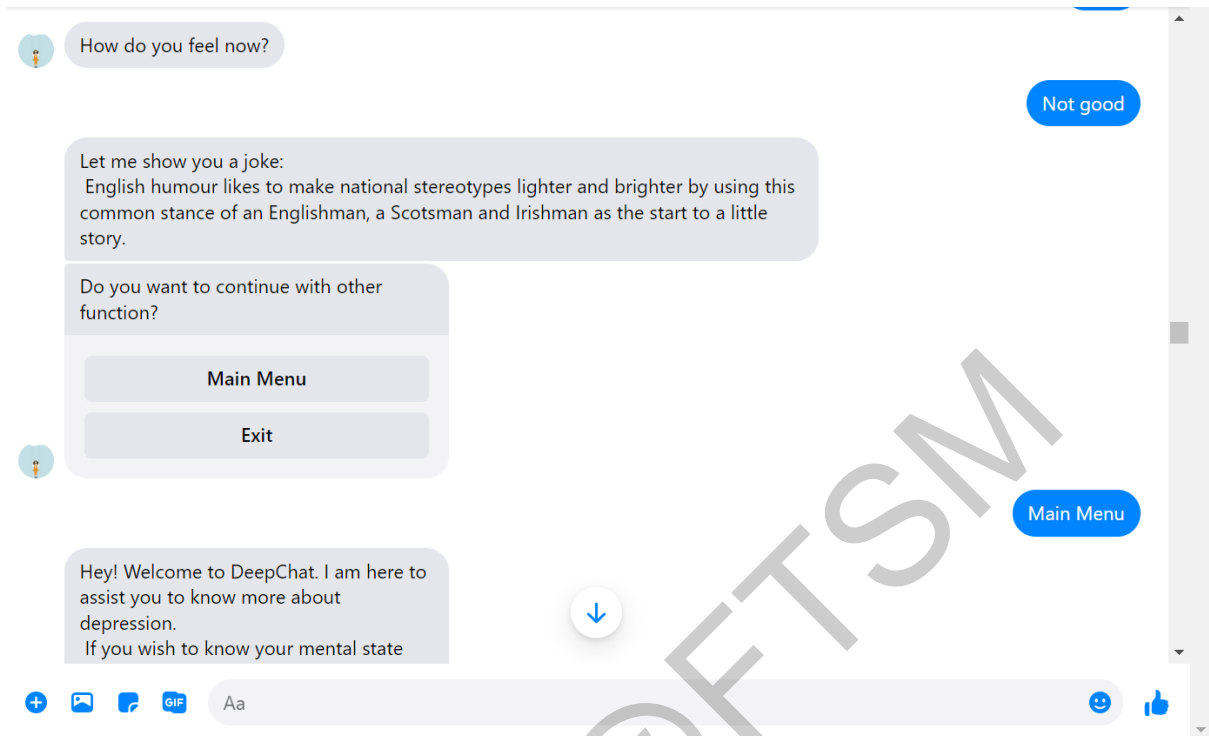 How do you feel now?
Not good
Let me show you a joke:
English humour likes to make national stereotypes lighter and brighter by using this
common stance of an Englishman, a Scotsman and Irishman as the start to a little
story.
Do you want to continue with other
function?
Main Menu
Exit
Main Menu
Hey! Welcome to DeepChat. I am here to
assist you to know more about
depression.
If you wish to know your mental state
GIF
Aa
@FTSM